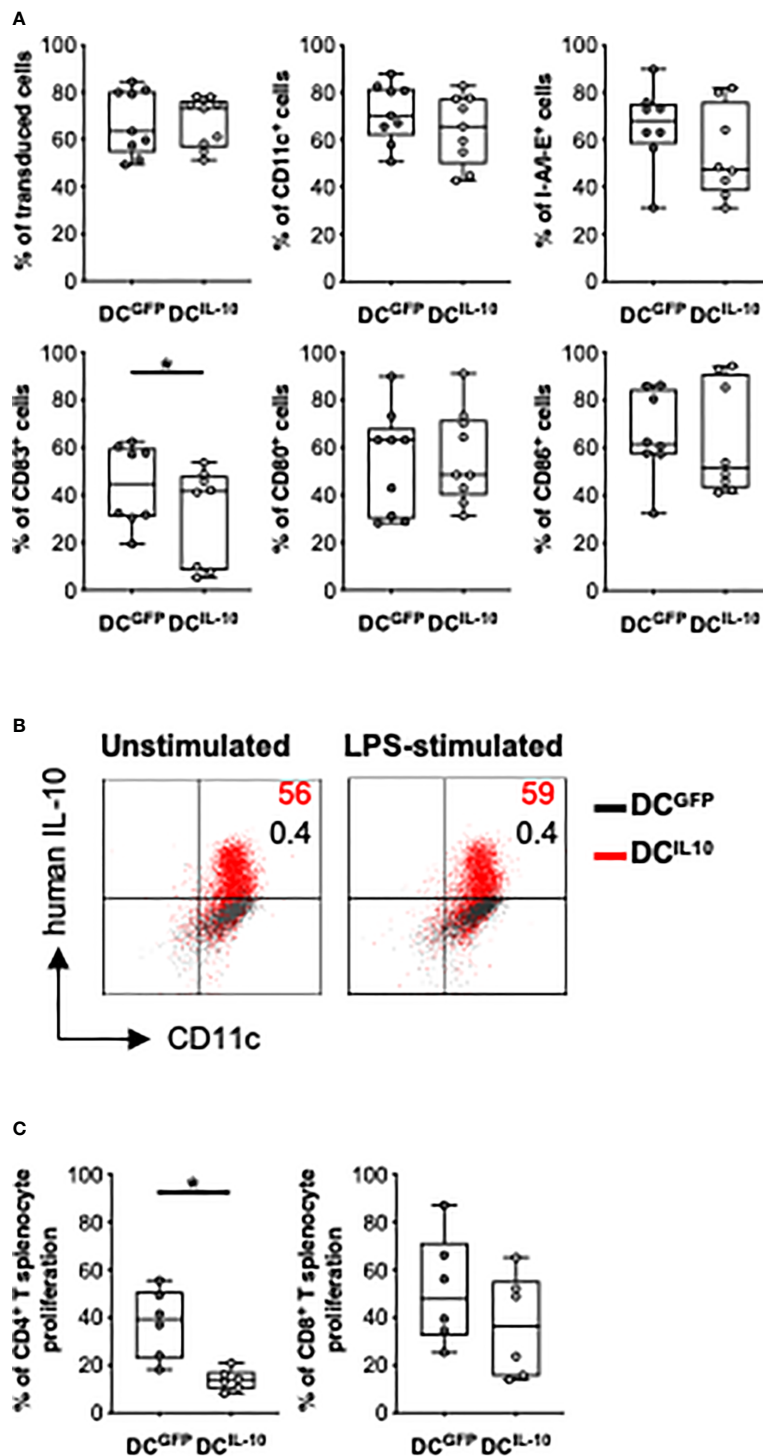 A
% of transduced cells
100
80
60
40
20
0
DCGFP DCIL-10
% of CD11c+ cells
100
80
60
40
20
0
DCGFP DCIL-10
% of I-A/I-E+ cells
100
80
60
40
20
0
DCGFP DCIL-10
% of CD83+ cells
100
80
60
40
20
0
*
DCGFP DCIL-10
% of CD80+ cells
100
80
60
40
20
0
DCGFP DCIL-10
% of CD86+ cells
100
80
60
40
20
0
DCGFP DCIL-10
B
Unstimulated
LPS-stimulated
human IL-10
56
0.4
59
0.4
DCGFP
DCIL10
CD11c
C
% of CD4+ T splenocyte
proliferation
100
80
60
40
20
0
*
DCGFP DCIL-10
% of CD8+ T splenocyte
proliferation
100
80
60
40
20
0
DCGFP DCIL-10